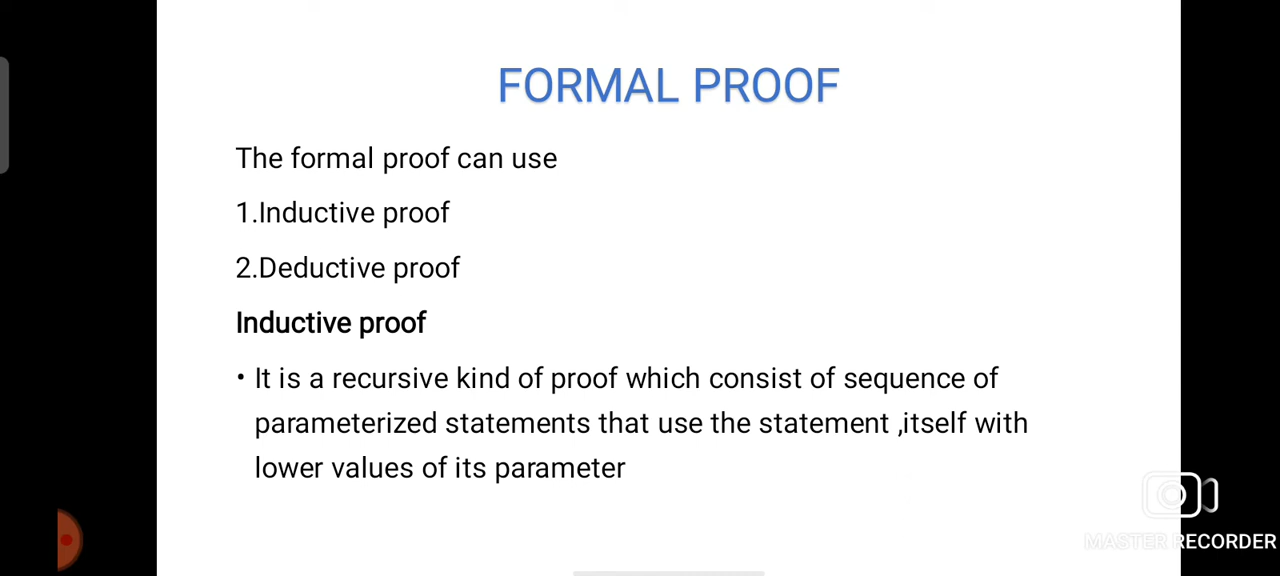 FORMAL PROOF
The formal proof can use
1.Inductive proof
2.Deductive proof
Inductive proof
• It is a recursive kind of proof which consist of sequence of
parameterized statements that use the statement ,itself with
lower values of its parameter
MASTER RECORDER